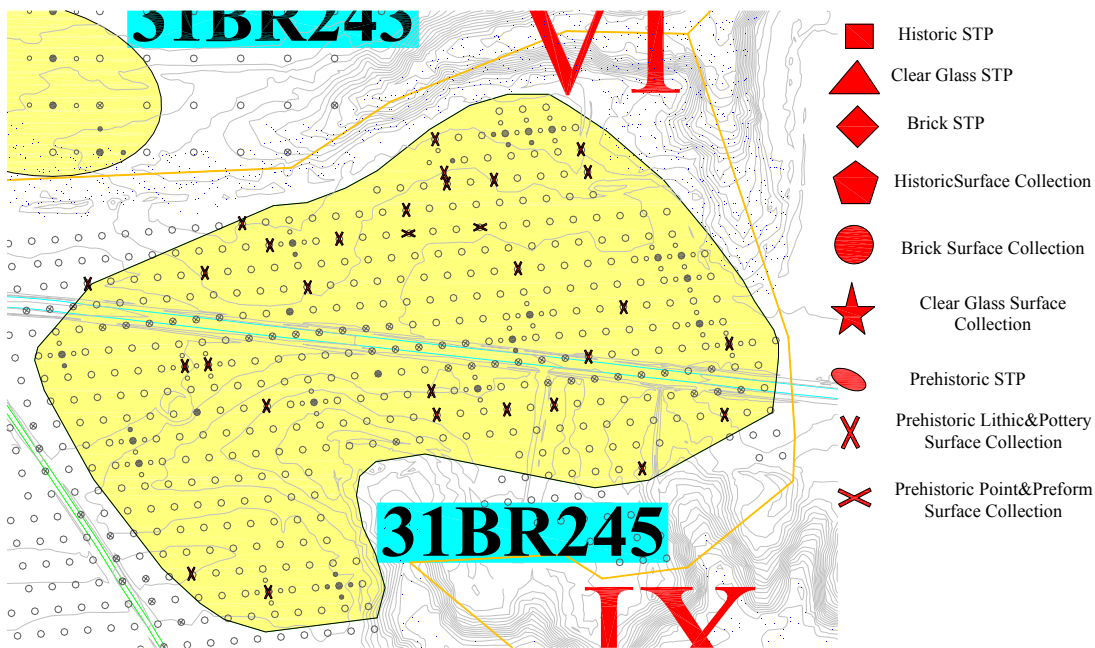 31BR245
VI
Historic STP
Clear Glass STP
Brick STP
HistoricSurface Collection
Brick Surface Collection
Clear Glass Surface
Collection
Prehistoric STP
Prehistoric Lithic&Pottery
Surface Collection
Prehistoric Point&Preform
Surface Collection
31BR245
IX